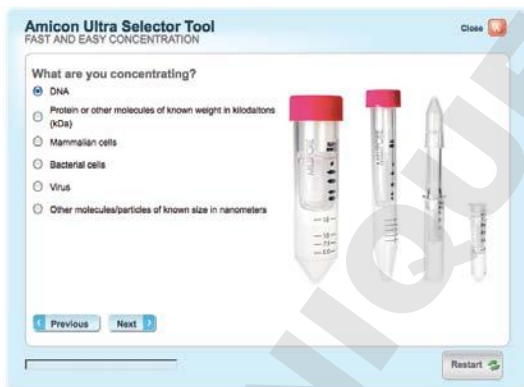 Amicon Ultra Selector Tool
Close
FAST AND EASY CONCENTRATION
What are you concentrating?
DNA
Protein or other molecules of known weight in kilodaltons
(kDa)
Mammalian cells
Bacterial cells
Virus
Other molecules/particles of known size in nanometers
Previous
Next
Restart